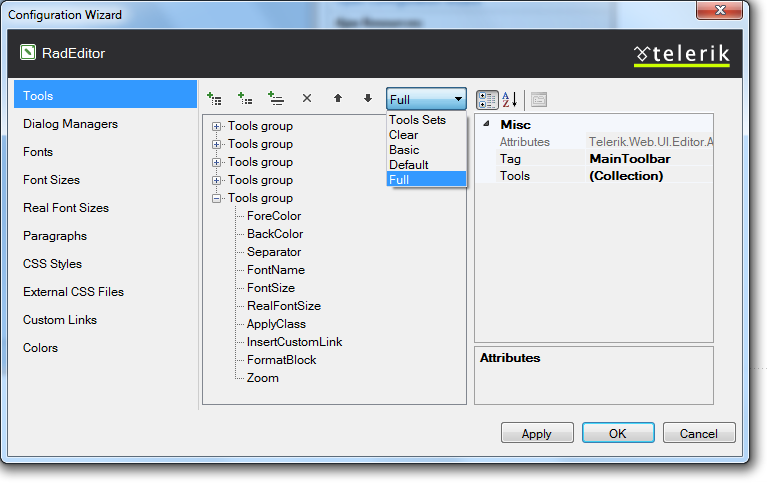 Configuration Wizard
RadEditor
telerik
Tools
Dialog Managers
Fonts
Font Sizes
Real Font Sizes
Paragraphs
CSS Styles
External CSS Files
Custom Links
Colors
Full
Tools Sets
Clear
Basic
Default
Full
Tools group
Tools group
Tools group
Tools group
Tools group
ForeColor
BackColor
Separator
FontName
FontSize
RealFontSize
ApplyClass
InsertCustomLink
FormatBlock
Zoom
A
Z
Misc
Attributes Telerik.Web.UI.Editor.A
Tag MainToolbar
Tools (Collection)
Attributes
Apply OK Cancel